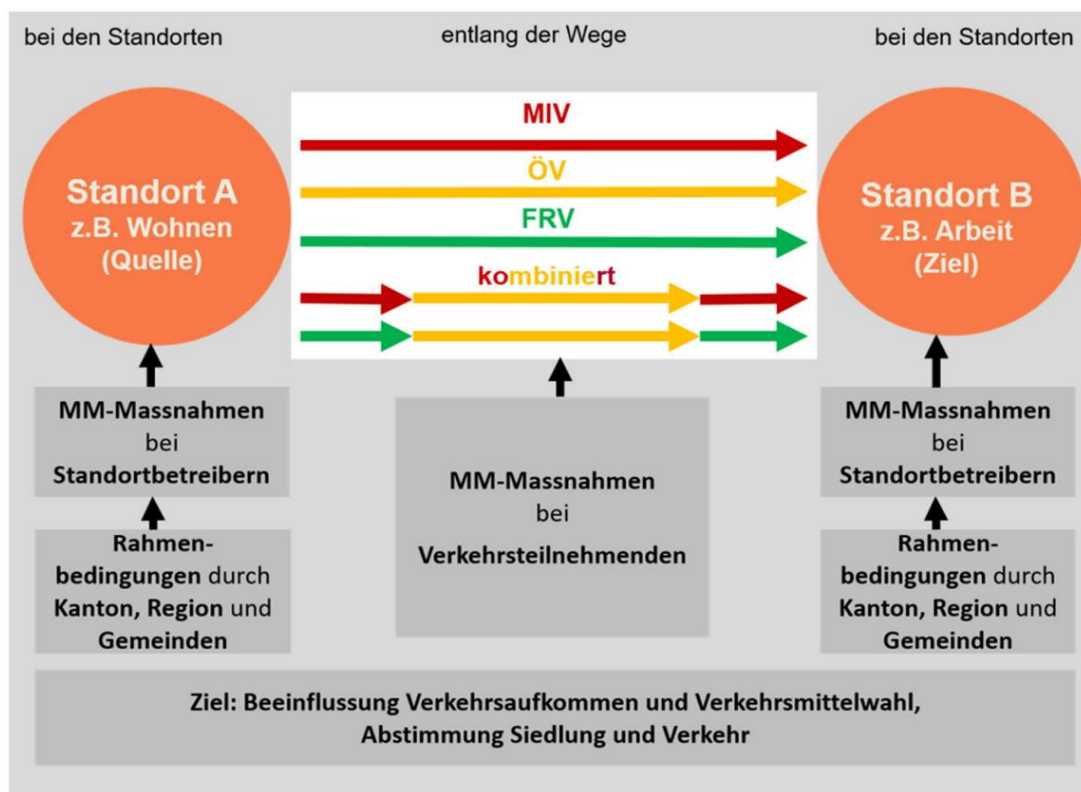 bei den Standorten
entlang der Wege
bei den Standorten
Standort A
z.B. Wohnen
(Quelle)
MIV
ÖV
FRV
kombiniert
Standort B
z.B. Arbeit
(Ziel)
MM-Massnahmen
bei
Standortbetreibern
Rahmen-
bedingungen durch
Kanton, Region und
Gemeinden
MM-Massnahmen
bei
Verkehrsteilnehmenden
MM-Massnahmen
bei
Standortbetreibern
Rahmen-
bedingungen durch
Kanton, Region und
Gemeinden
Ziel: Beeinflussung Verkehrsaufkommen und Verkehrsmittelwahl,
Abstimmung Siedlung und Verkehr